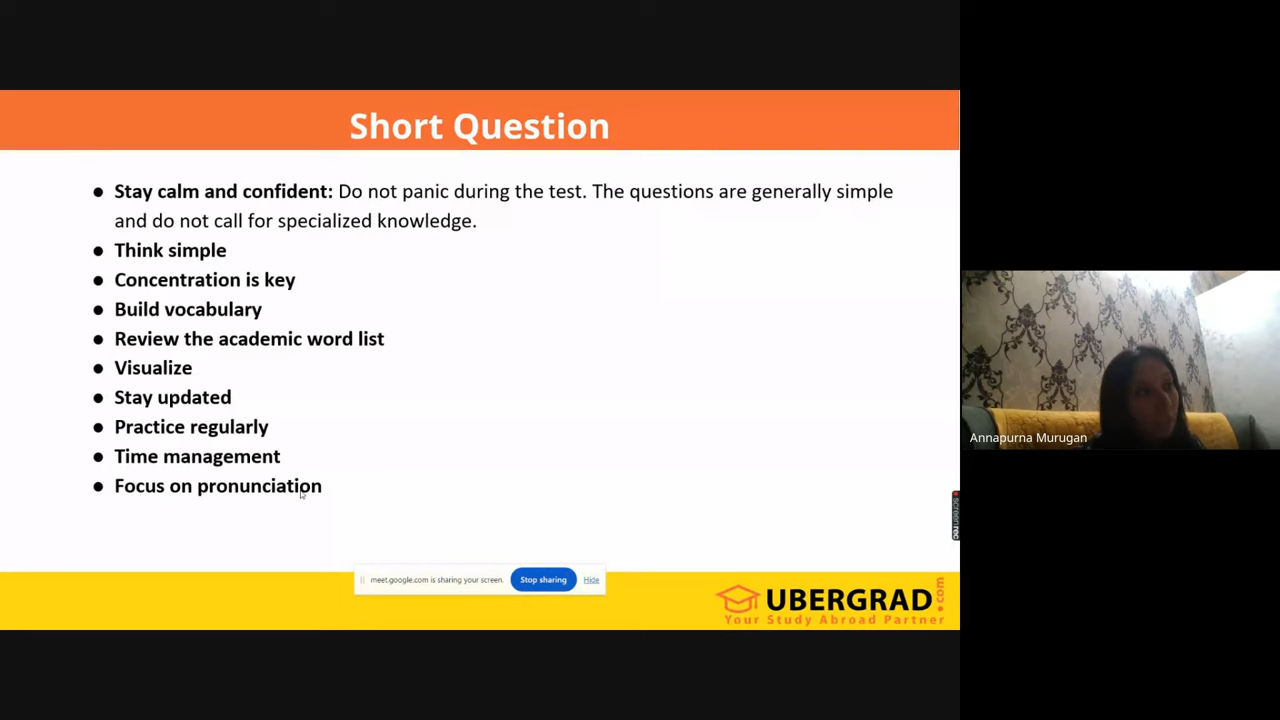 Short Question
● Stay calm and confident: Do not panic during the test. The questions are generally simple
and do not call for specialized knowledge.
● Think simple
● Concentration is key
● Build vocabulary
● Review the academic word list
● Visualize
● Stay updated
● Practice regularly
● Time management
● Focus on pronunciation
Annapurna Murugan
screenrec
meet.google.com is sharing your screen. Stop sharing Hide
UBERGRAD.com
Your Study Abroad Partner